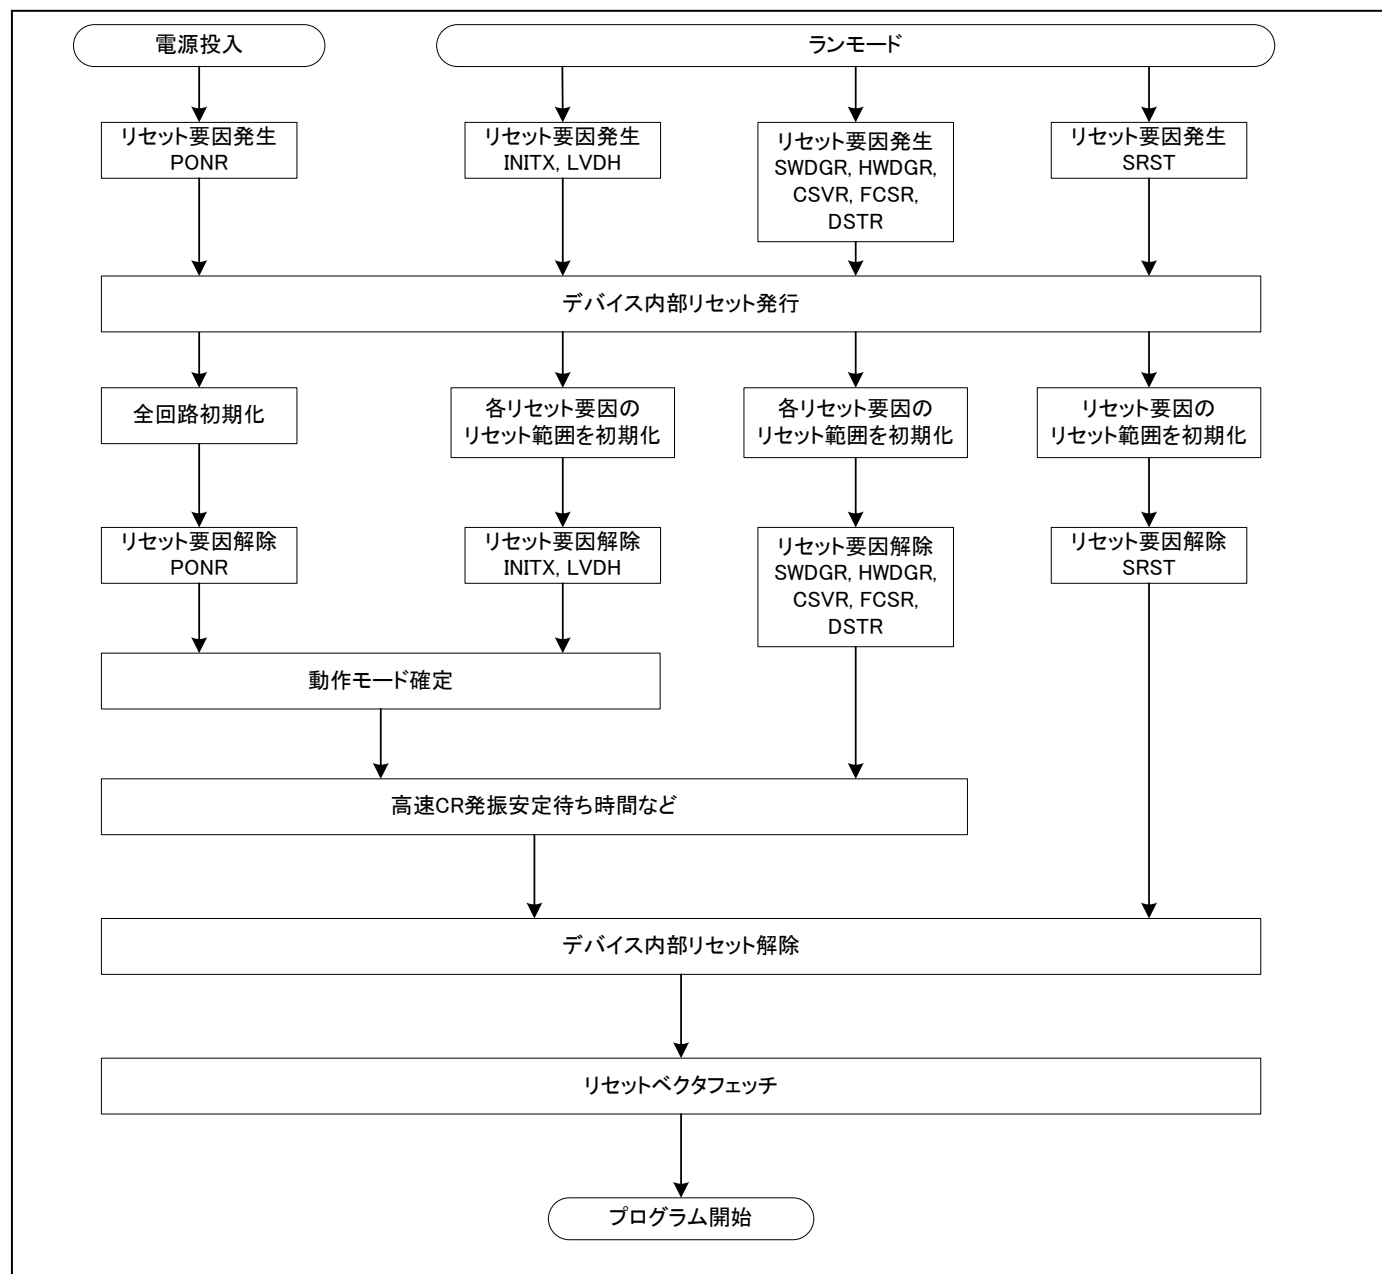 電源投入
ランモード
リセット要因発生
PONR
リセット要因発生
INITX, LVDH
リセット要因発生
SWDGR, HWDGR,
CSVR, FCSR,
DSTR
リセット要因発生
SRST
デバイス内部リセット発行
全回路初期化
各リセット要因の
リセット範囲を初期化
各リセット要因の
リセット範囲を初期化
リセット要因の
リセット範囲を初期化
リセット要因解除
PONR
リセット要因解除
INITX, LVDH
リセット要因解除
SWDGR, HWDGR,
CSVR, FCSR,
DSTR
リセット要因解除
SRST
動作モード確定
高速CR発振安定待ち時間など
デバイス内部リセット解除
リセットベクタフェッチ
プログラム開始